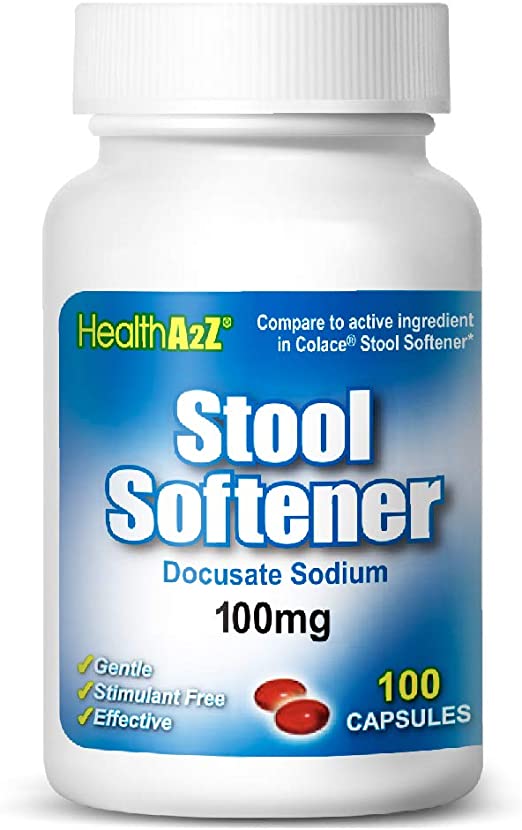 HealthA2Z®
Compare to active ingredient
in Colace® Stool Softener*
Stool
Softener
Docusate Sodium
100mg
✓Gentle
✓Stimulant Free
✓Effective
100
CAPSULES